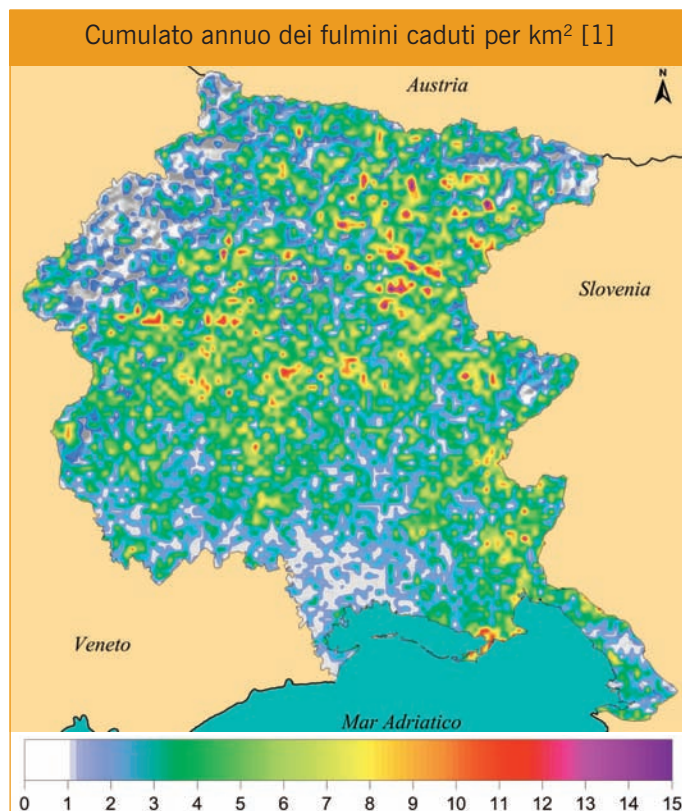 Cumulato annuo dei fulmini caduti per km² [1]
Austria
N
Slovenia
Veneto
Mar Adriatico
0 1 2 3 4 5 6 7 8 9 10 11 12 13 14 15